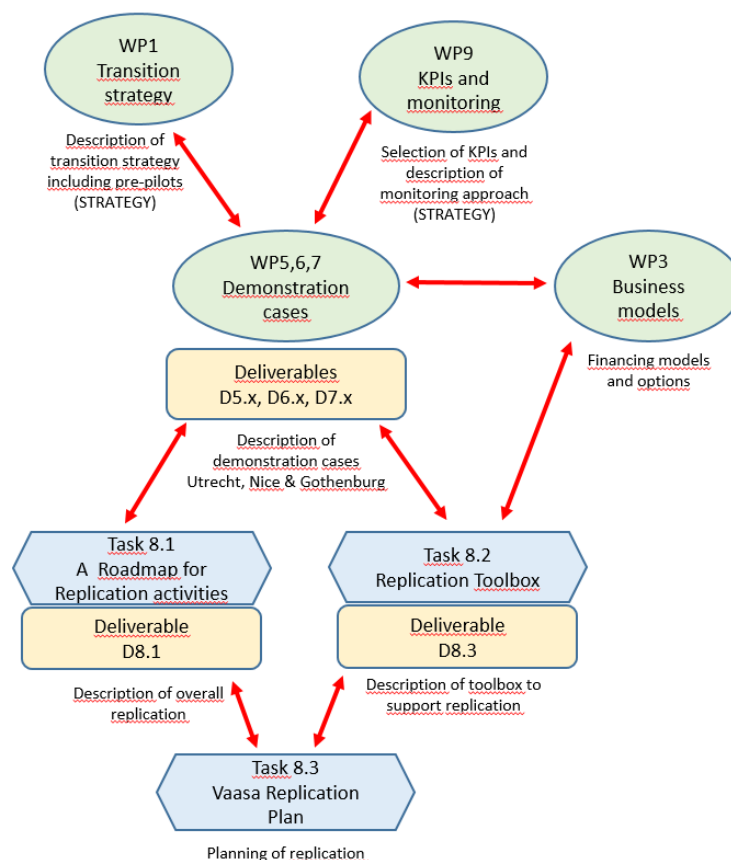 WP1
Transition
strategy
WP9
KPIs and
monitoring
Description of
transition strategy
including pre-pilots
(STRATEGY)
Selection of KPIs and
description of
monitoring approach
(STRATEGY)
WP5,6,7
Demonstration
cases
WP3
Business
models
Deliverables
D5.x, D6.x, D7.x
Financing models
and options
Description of
demonstration cases
Utrecht, Nice & Gothenburg
Task 8.1
A Roadmap for
Replication activities
Task 8.2
Replication Toolbox
Deliverable
D8.1
Deliverable
D8.3
Description of overall
replication
Description of toolbox to
support replication
Task 8.3
Vaasa Replication
Plan
Planning of replication